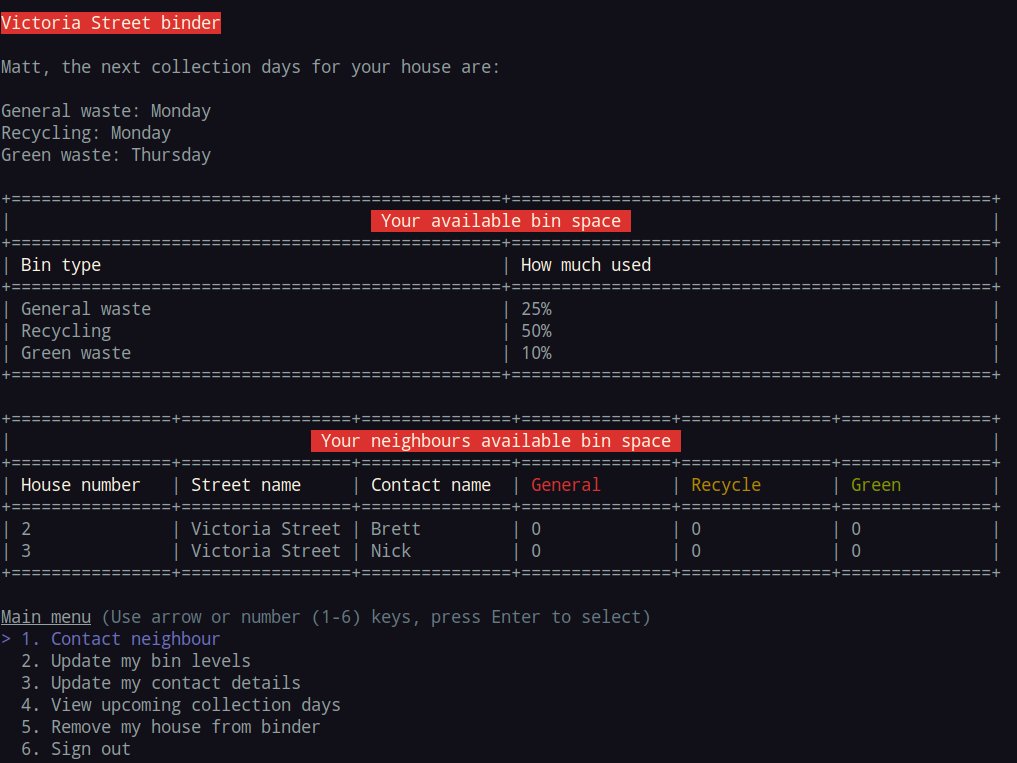 Victoria Street binder
Matt, the next collection days for your house are:
General waste: Monday
Recycling: Monday
Green waste: Thursday
+=================================================+================================================+
| Your available bin space |
+=================================================+================================================+
| Bin type | How much used |
+=================================================+================================================+
| General waste | 25% |
| Recycling | 50% |
| Green waste | 10% |
+=================================================+================================================+
+================+=================+===============+===============+===============+===============+
| Your neighbours available bin space |
+================+=================+===============+===============+===============+===============+
| House number | Street name | Contact name | General | Recycle | Green |
+================+=================+===============+===============+===============+===============+
| 2 | Victoria Street | Brett | 0 | 0 | 0 |
| 3 | Victoria Street | Nick | 0 | 0 | 0 |
+================+=================+===============+===============+===============+===============+
Main menu (Use arrow or number (1-6) keys, press Enter to select)
> 1. Contact neighbour
2. Update my bin levels
3. Update my contact details
4. View upcoming collection days
5. Remove my house from binder
6. Sign out